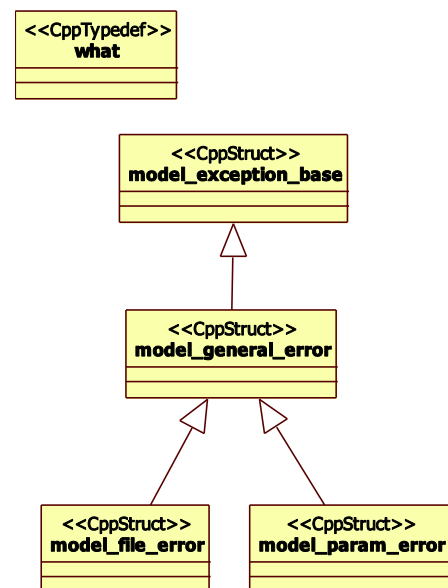 <<CppTypedef>>
what
<<CppStruct>>
model_exception_base
<<CppStruct>>
model_general_error
<<CppStruct>>
model_file_error
<<CppStruct>>
model_param_error